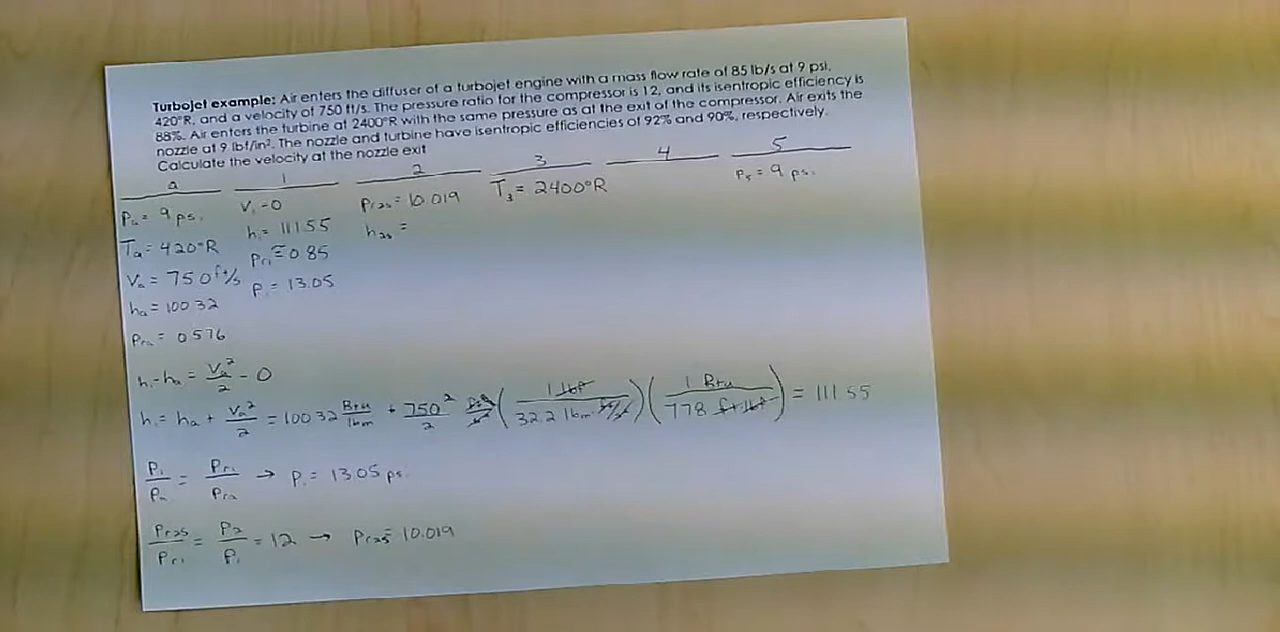 Turbojet example: Air enters the diffuser of a turbojet engine with a mass flow rate of 85 lb/s at 9 psi,
420°R, and a velocity of 750 ft/s. The pressure ratio for the compressor is 12, and its isentropic efficiency is
88%. Air enters the turbine at 2400°R with the same pressure as at the exit of the compressor. Air exits the
nozzle at 9 lbf/in². The nozzle and turbine have isentropic efficiencies of 92% and 90%, respectively.
Calculate the velocity at the nozzle exit
a 1 2 3 4 5
Pa = 9 psi V1 = 0 Pr2s = 10.019 T3 = 2400°R P5 = 9 psi
Ta = 420°R h1 = 111.55 h2s =
Va = 750 ft/s Pr1 ≅ 0.85
ha = 100.32 P1 = 13.05
Pra = 0.576
h1 - ha = Va²/2 - 0
h1 = ha + Va²/2 = 100.32 Btu/lbm + 750²/2 (1 lbf / 32.2 lbm ft/s²)(1 Btu / 778 ft·lbf) = 111.55
P1/Pa = Pr1/Pra → P1 = 13.05 psi
Pr2s/Pr1 = P2/P1 = 12 → Pr2s = 10.019